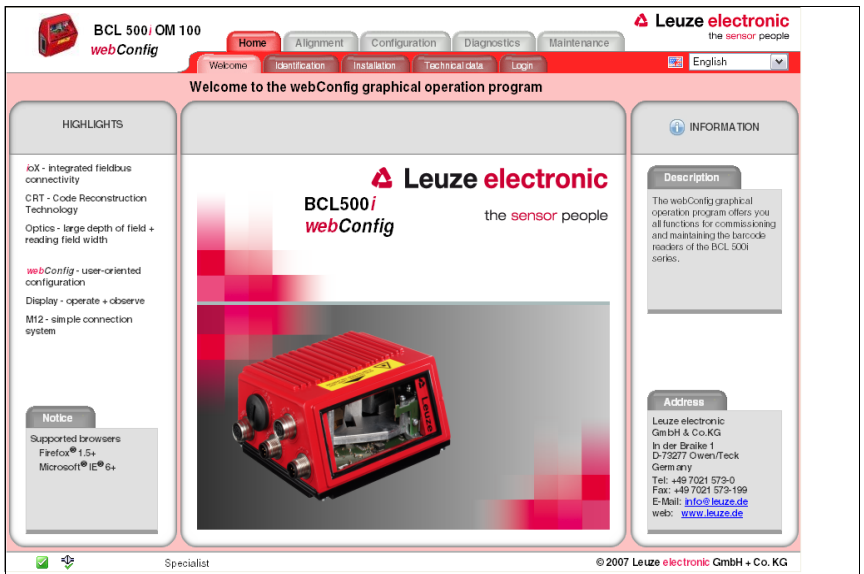 BCL 500i OM 100
webConfig
Leuze electronic
the sensor people
Home
Alignment
Configuration
Diagnostics
Maintenance
Welcome
Identification
Installation
Technical data
Login
English
Welcome to the webConfig graphical operation program
HIGHLIGHTS
ioX - integrated fieldbus
connectivity
CRT - Code Reconstruction
Technology
Optics - large depth of field +
reading field width
webConfig - user-oriented
configuration
Display - operate + observe
M12 - simple connection
system
Notice
Supported browsers
Firefox® 1.5+
Microsoft® IE® 6+
Leuze electronic
the sensor people
BCL500i
webConfig
Leuze
INFORMATION
Description
The webConfig graphical
operation program offers you
all functions for commissioning
and maintaining the barcode
readers of the BCL 500i
series.
Address
Leuze electronic
GmbH & Co.KG
In der Braike 1
D-73277 Owen/Teck
Germany
Tel: +49 7021 573-0
Fax: +49 7021 573-199
E-Mail: info@leuze.de
web: www.leuze.de
Specialist
© 2007 Leuze electronic GmbH + Co. KG